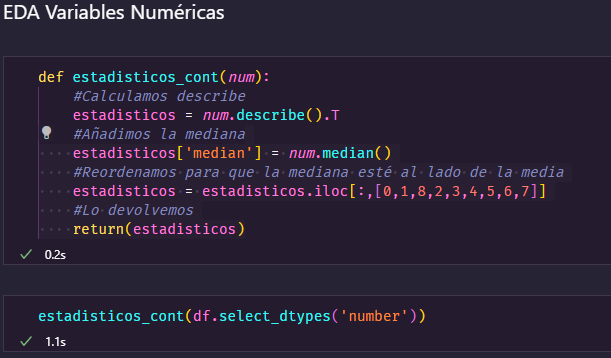 EDA Variables Numéricas
def estadisticos_cont(num):
#Calculamos describe
estadisticos = num.describe().T
#Añadimos la mediana
estadisticos['median'] = num.median()
#Reordenamos para que la mediana esté al lado de la media
estadisticos = estadisticos.iloc[:,[0,1,8,2,3,4,5,6,7]]
#Lo devolvemos
return(estadisticos)
0.2s
estadisticos_cont(df.select_dtypes('number'))
1.1s